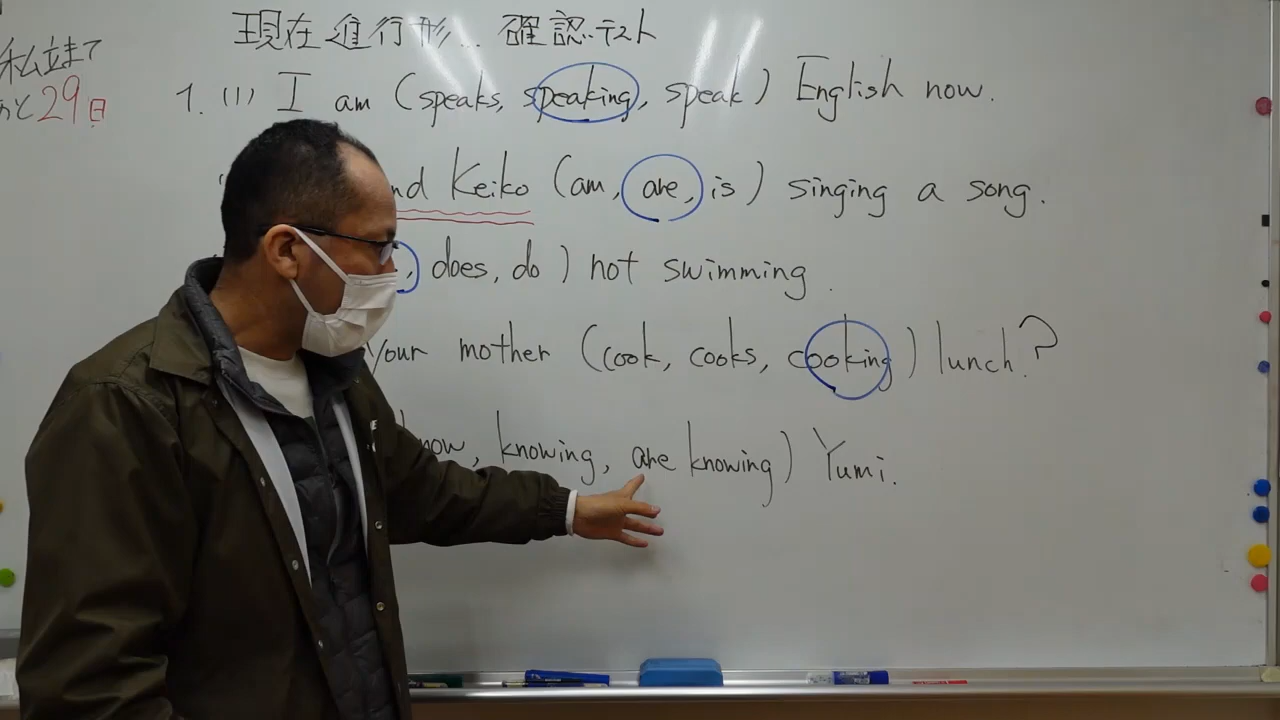 現在進行形… 確認テスト
私立まで
あと29日
1. (1) I am (speaks, speaking, speak) English now.
nd Keiko (am, are, is) singing a song.
, does, do) not swimming.
your mother (cook, cooks, cooking) lunch?
now, knowing, are knowing) Yumi.